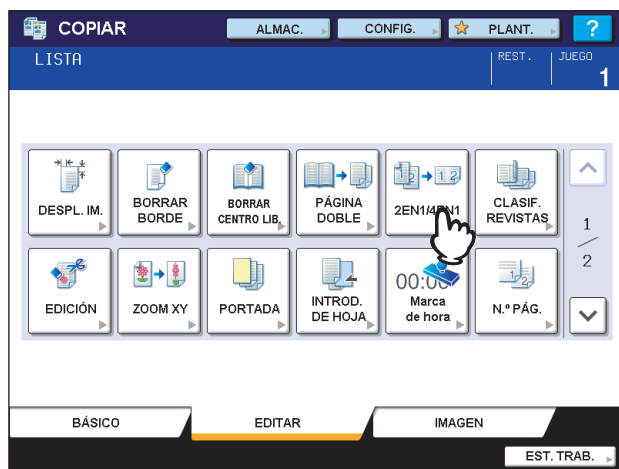 COPIAR
ALMAC.
CONFIG.
PLANT.
?
LISTA
REST.
JUEGO
1
DESPL. IM.
BORRAR
BORDE
BORRAR
CENTRO LIB.
PÁGINA
DOBLE
2EN1/4EN1
CLASIF.
REVISTAS
1
2
EDICIÓN
ZOOM XY
PORTADA
INTROD.
DE HOJA
00:00
Marca
de hora
N.º PÁG.
BÁSICO
EDITAR
IMAGEN
EST. TRAB.